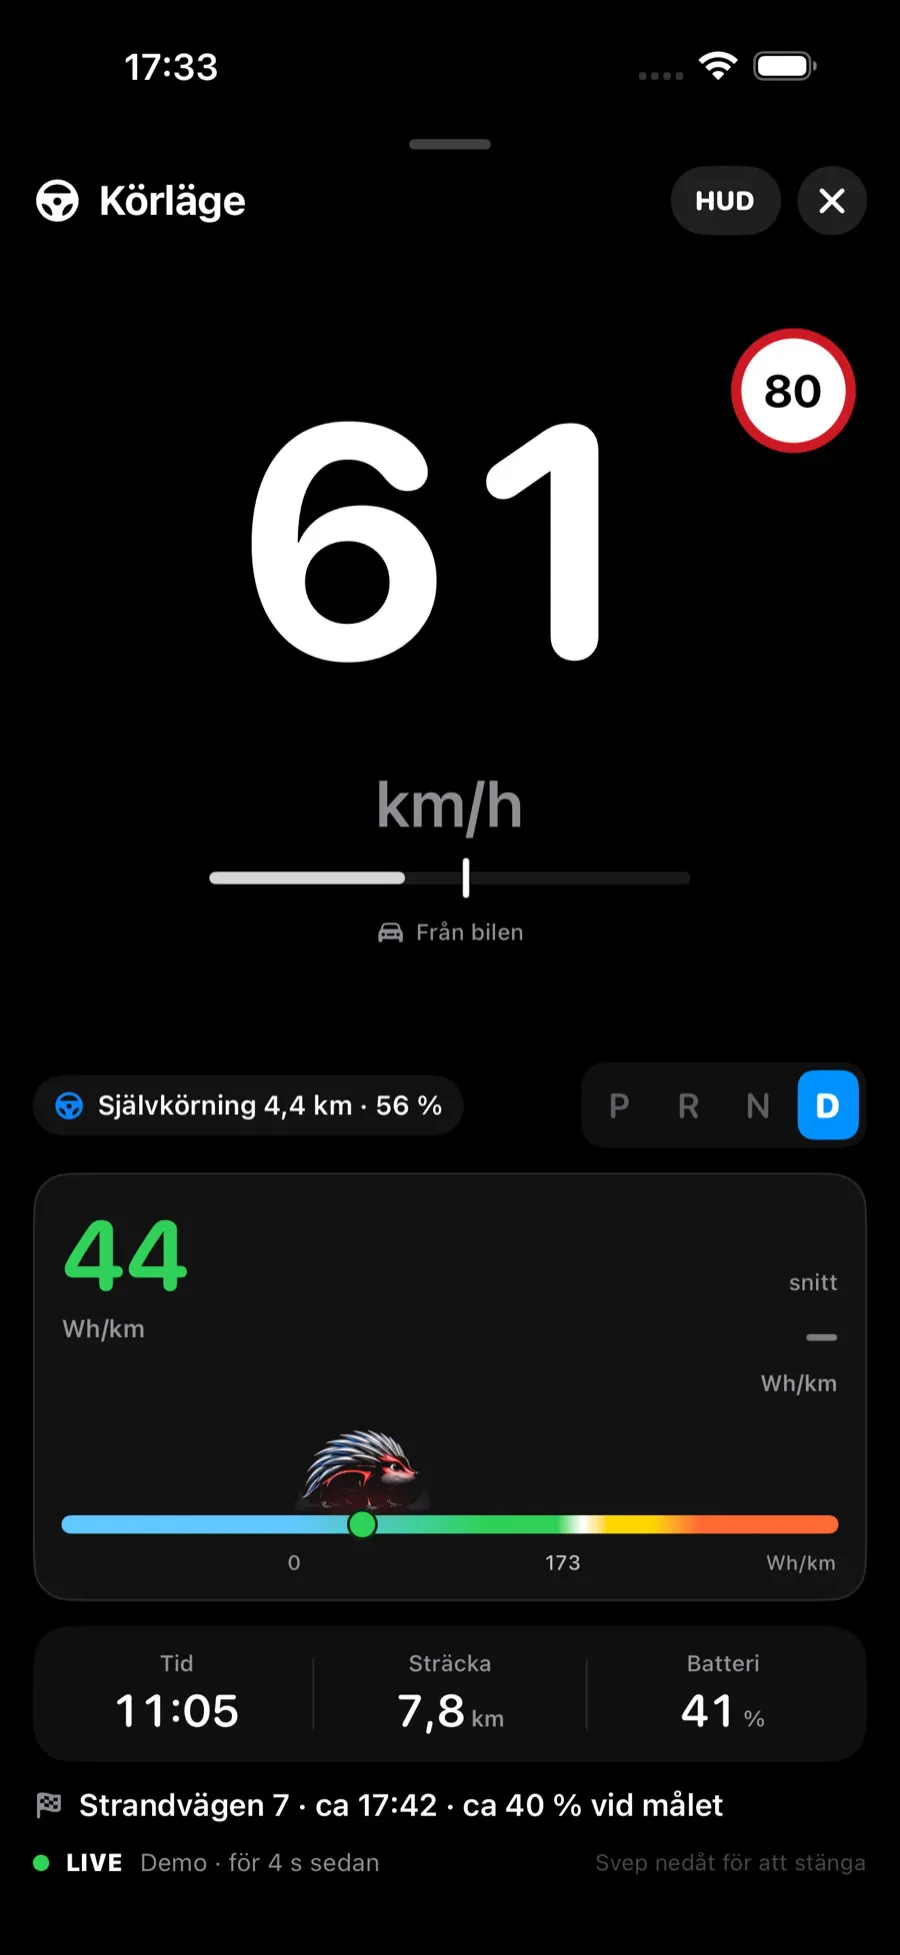 17:33
Körläge HUD
80
61
km/h
Från bilen
Självkörning 4,4 km · 56 % P R N D
44
Wh/km
snitt
–
Wh/km
0 173 Wh/km
Tid Sträcka Batteri
11:05 7,8 km 41 %
Strandvägen 7 · ca 17:42 · ca 40 % vid målet
LIVE Demo · för 4 s sedan Svep nedåt för att stänga